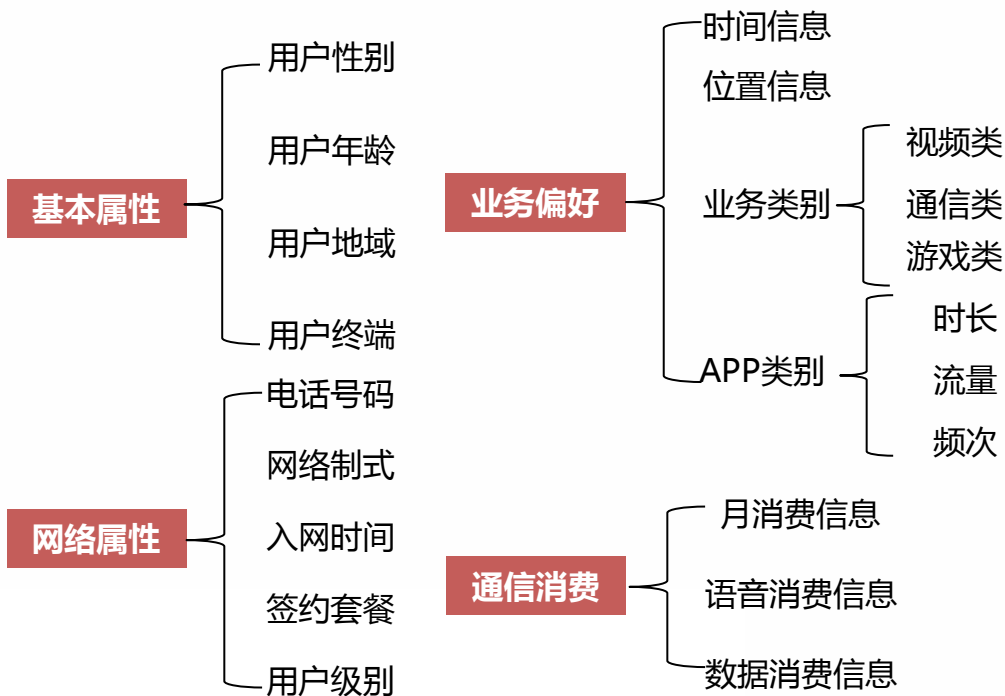 基本属性
用户性别
用户年龄
用户地域
用户终端
网络属性
电话号码
网络制式
入网时间
签约套餐
用户级别
业务偏好
时间信息
位置信息
业务类别
视频类
通信类
游戏类
APP类别
时长
流量
频次
通信消费
月消费信息
语音消费信息
数据消费信息